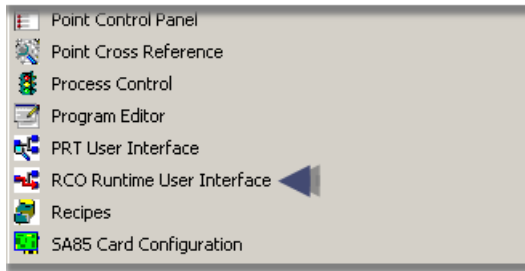 Point Control Panel
Point Cross Reference
Process Control
Program Editor
PRT User Interface
RCO Runtime User Interface
Recipes
SA85 Card Configuration